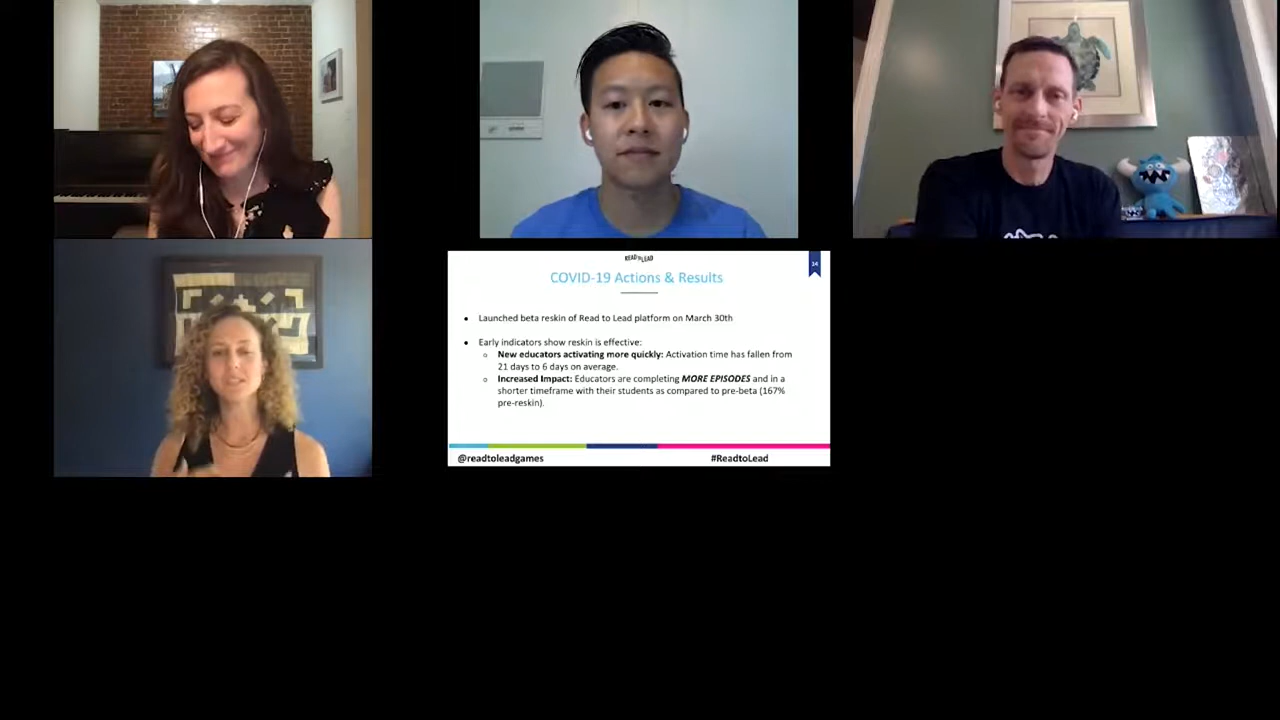 READ TO LEAD
14
COVID-19 Actions & Results
• Launched beta reskin of Read to Lead platform on March 30th
• Early indicators show reskin is effective:
○ New educators activating more quickly: Activation time has fallen from
21 days to 6 days on average.
○ Increased Impact: Educators are completing MORE EPISODES and in a
shorter timeframe with their students as compared to pre-beta (167%
pre-reskin).
@readtoleadgames
#ReadtoLead